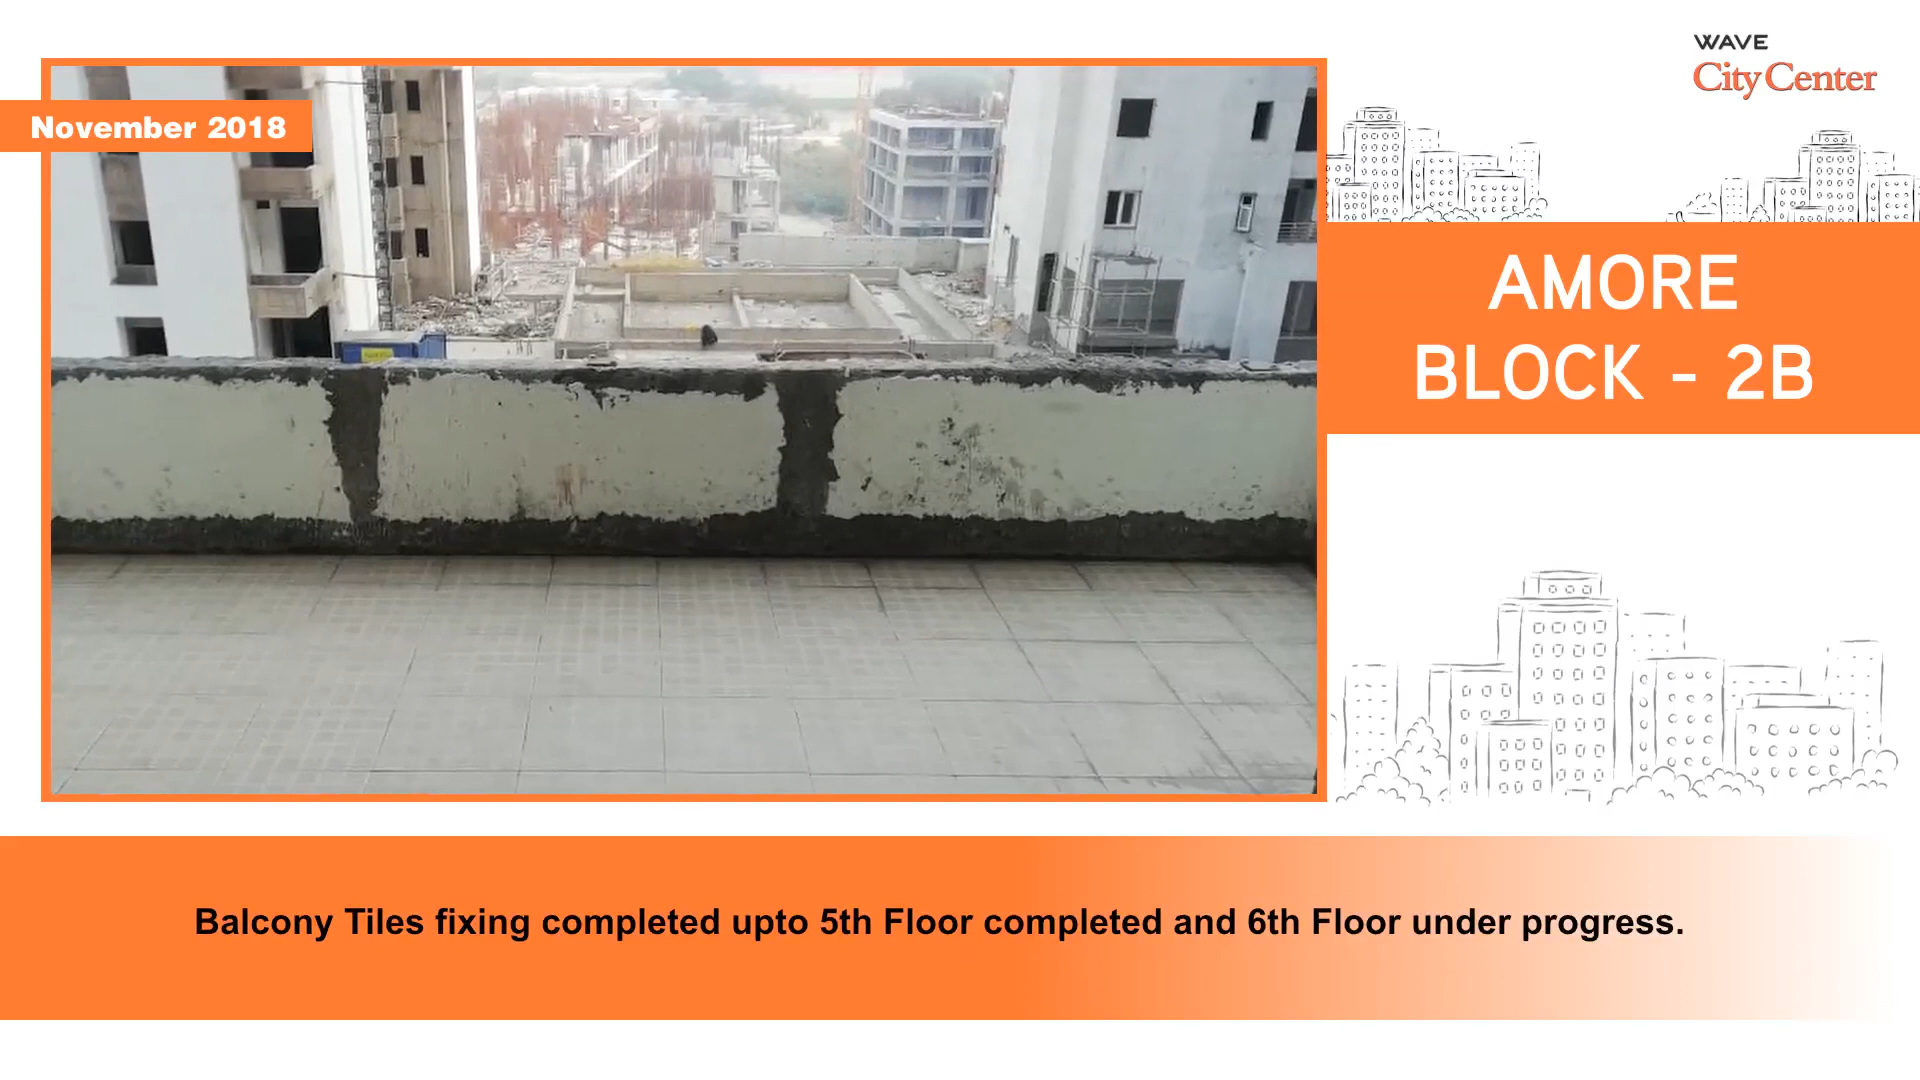 WAVE
City Center
November 2018
AMORE
BLOCK - 2B
Balcony Tiles fixing completed upto 5th Floor completed and 6th Floor under progress.